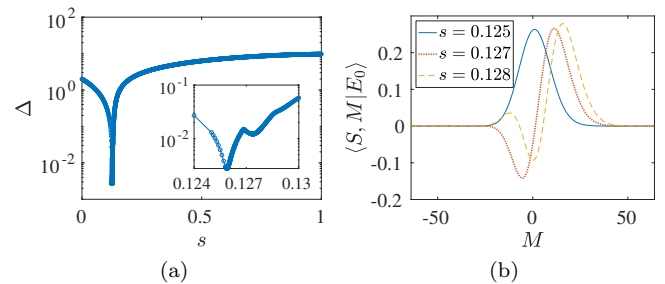 10^2
10^0
10^-2
Δ
0
0.5
1
s
10^-1
10^-2
0.124
0.127
0.13
(a)
s = 0.125
s = 0.127
s = 0.128
0.2
0.1
0
-0.1
-0.2
⟨S, M|E_0⟩
-50
0
50
M
(b)